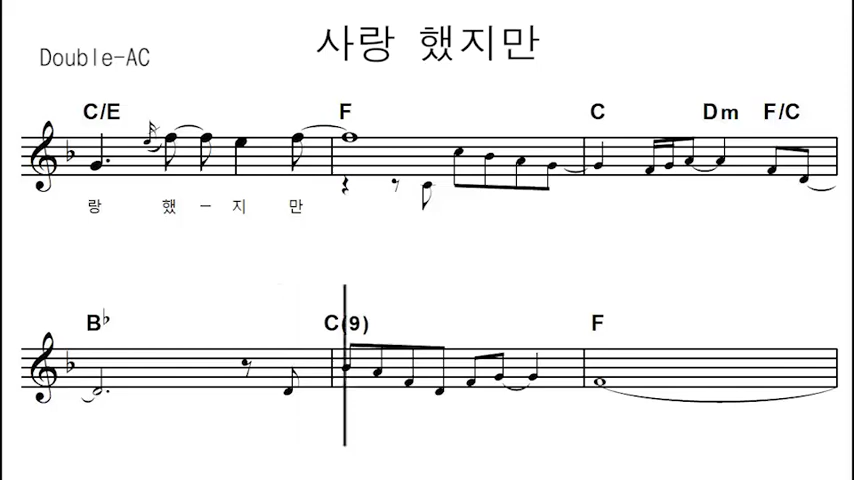 사랑 했지만
Double-AC
C/E F C Dm F/C
랑 했 - 지 만
B♭ C(9) F